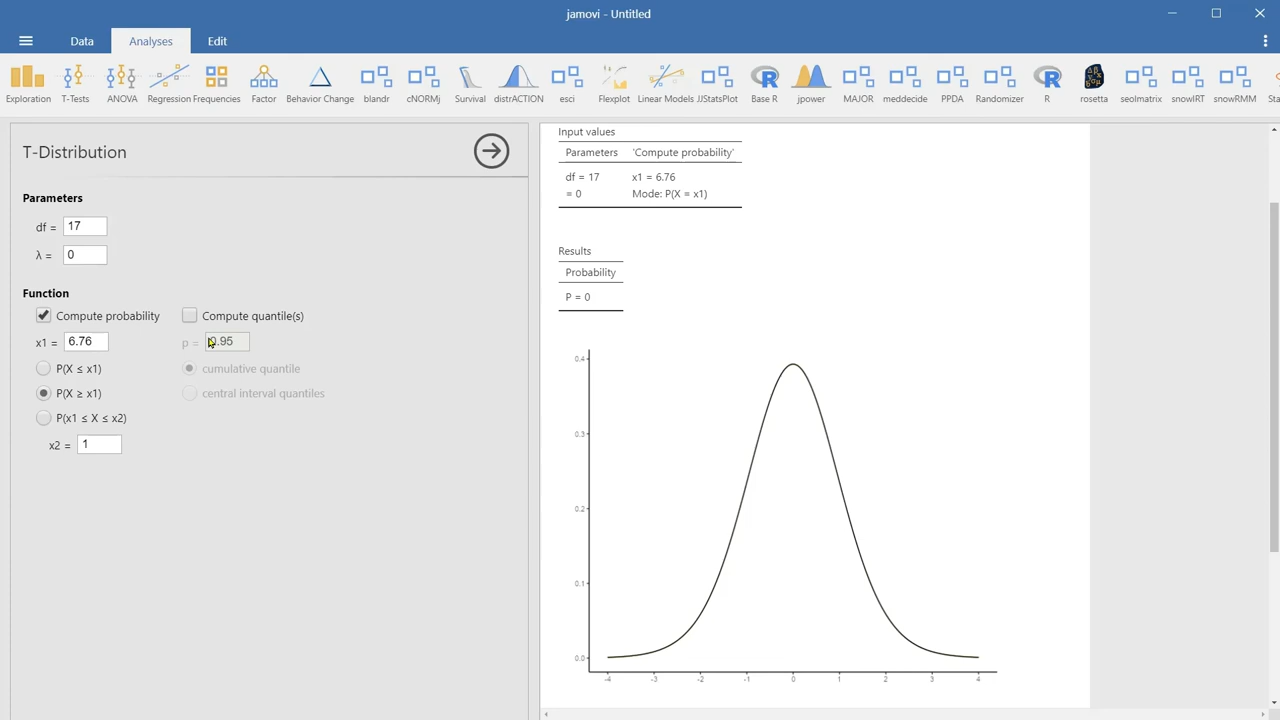 jamovi - Untitled
Data Analyses Edit
Exploration T-Tests ANOVA Regression Frequencies Factor Behavior Change blandr cNORMj Survival distrACTION esci Flexplot Linear Models JJStatsPlot Base R jpower MAJOR meddecide PPDA Randomizer R rosetta seolmatrix snowIRT snowRMM
T-Distribution
Parameters
df = 17
λ = 0
Function
Compute probability Compute quantile(s)
x1 = 6.76 p =
P(X ≤ x1) cumulative quantile
P(X ≥ x1) central interval quantiles
P(x1 ≤ X ≤ x2)
x2 = 1
Input values
Parameters 'Compute probability'
df = 17 x1 = 6.76
= 0 Mode: P(X = x1)
Results
Probability
P = 0
0.4
0.3
0.2
0.1
0.0
-4 -3 -2 -1 0 1 2 3 4